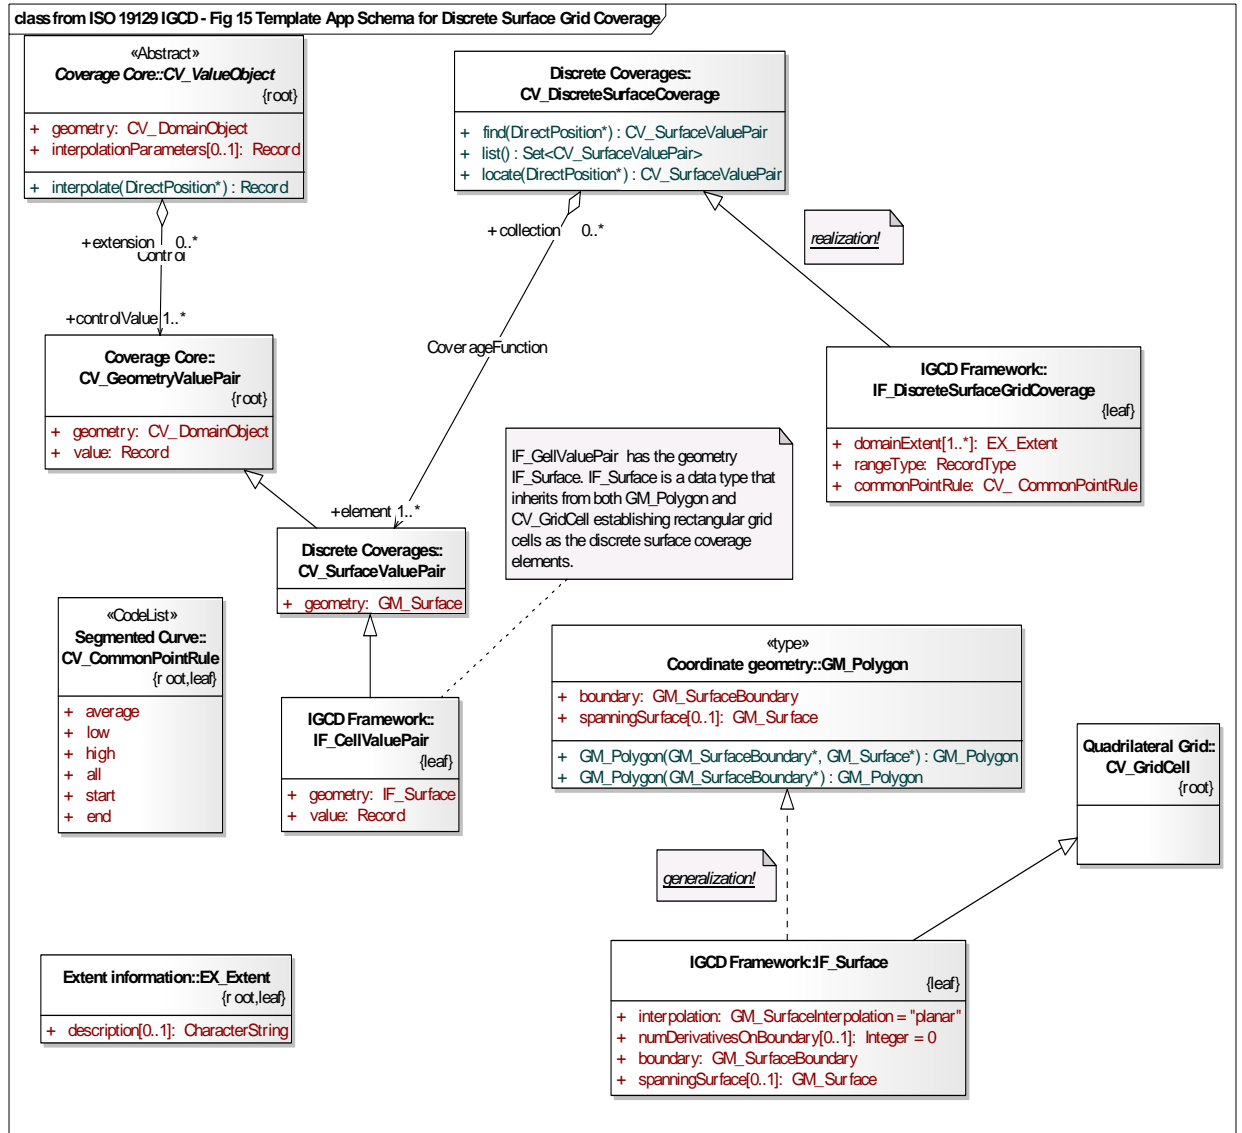 class from ISO 19129 IGCD - Fig 15 Template App Schema for Discrete Surface Grid Coverage
«Abstract»
Coverage Core::CV_ValueObject
{root}
+ geometry: CV_DomainObject
+ interpolationParameters[0..1]: Record
+ interpolate(DirectPosition*) : Record
+extension 0..*
Control
+controlValue 1..*
Coverage Core::
CV_GeometryValuePair
{root}
+ geometry: CV_DomainObject
+ value: Record
Discrete Coverages::
CV_DiscreteSurfaceCoverage
+ find(DirectPosition*) : CV_SurfaceValuePair
+ list() : Set<CV_SurfaceValuePair>
+ locate(DirectPosition*) : CV_SurfaceValuePair
+ collection 0..*
CoverageFunction
+element 1..*
realization!
IGCD Framework::
IF_DiscreteSurfaceGridCoverage
{leaf}
+ domainExtent[1..*]: EX_Extent
+ rangeType: RecordType
+ commonPointRule: CV_ CommonPointRule
IF_GellValuePair has the geometry
IF_Surface. IF_Surface is a data type that
inherits from both GM_Polygon and
CV_GridCell establishing rectangular grid
cells as the discrete surface coverage
elements.
Discrete Coverages::
CV_SurfaceValuePair
+ geometry: GM_Surface
«CodeList»
Segmented Curve::
CV_CommonPointRule
{root,leaf}
+ average
+ low
+ high
+ all
+ start
+ end
IGCD Framework::
IF_CellValuePair
{leaf}
+ geometry: IF_Surface
+ value: Record
«type»
Coordinate geometry::GM_Polygon
+ boundary: GM_SurfaceBoundary
+ spanningSurface[0..1]: GM_Surface
+ GM_Polygon(GM_SurfaceBoundary*, GM_Surface*) : GM_Polygon
+ GM_Polygon(GM_SurfaceBoundary*) : GM_Polygon
Quadrilateral Grid::
CV_GridCell
{root}
generalization!
IGCD Framework::IF_Surface
{leaf}
+ interpolation: GM_SurfaceInterpolation = "planar"
+ numDerivativesOnBoundary[0..1]: Integer = 0
+ boundary: GM_SurfaceBoundary
+ spanningSurface[0..1]: GM_Surface
Extent information::EX_Extent
{root,leaf}
+ description[0..1]: CharacterString